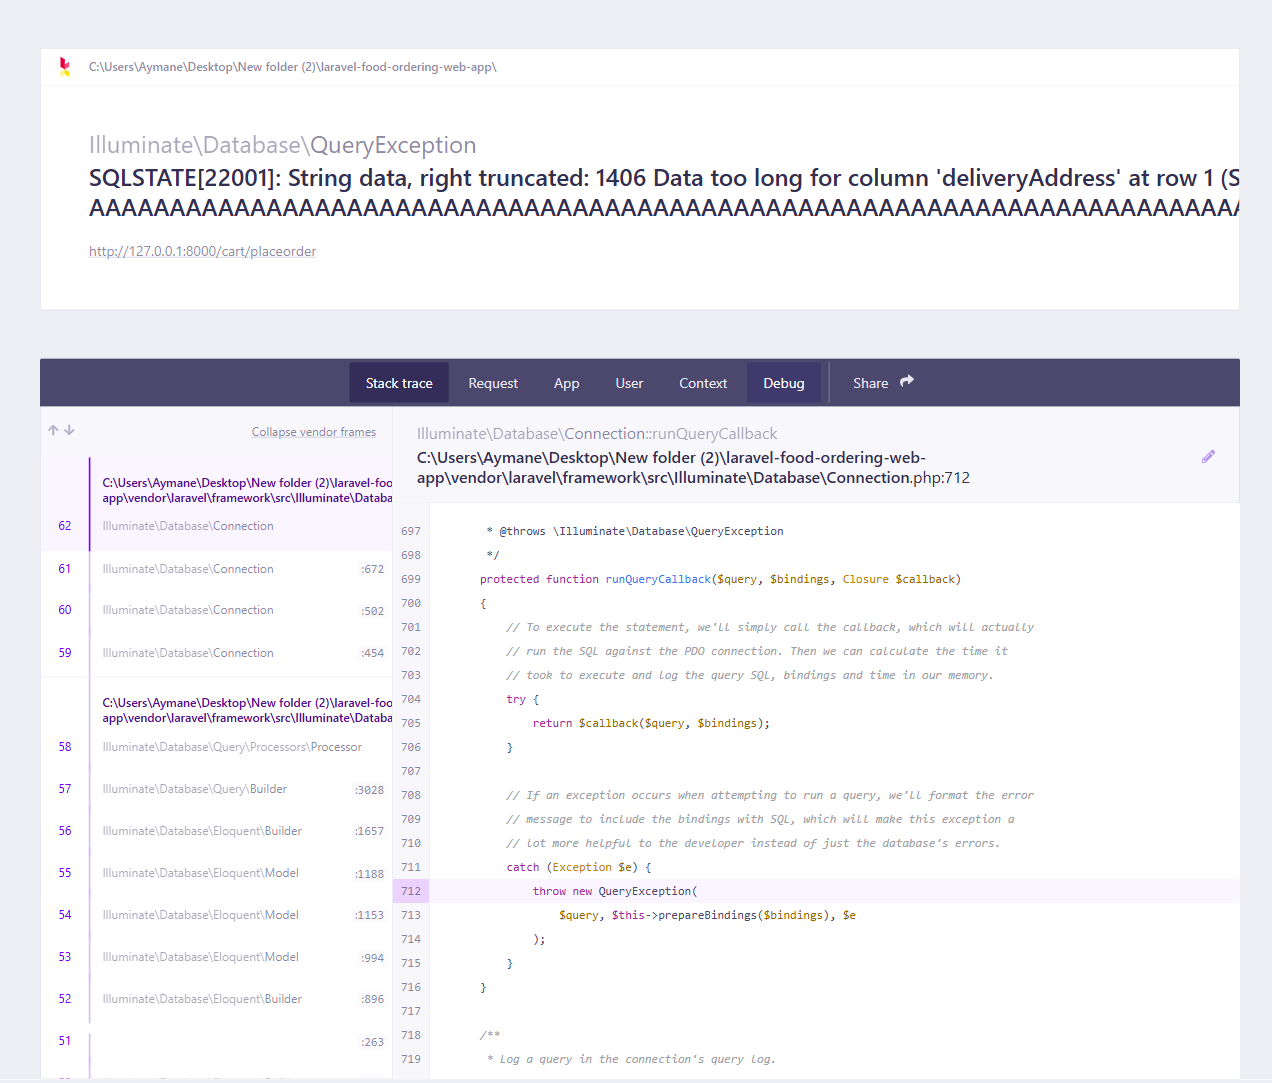 C:\Users\Aymane\Desktop\New folder (2)\laravel-food-ordering-web-app\
Illuminate\Database\QueryException
SQLSTATE[22001]: String data, right truncated: 1406 Data too long for column 'deliveryAddress' at row 1 (S
AAAAAAAAAAAAAAAAAAAAAAAAAAAAAAAAAAAAAAAAAAAAAAAAAAAAAAAAAAAAAAAAAAAAAAAA
http://127.0.0.1:8000/cart/placeorder
Stack trace
Request
App
User
Context
Debug
Share
Collapse vendor frames
C:\Users\Aymane\Desktop\New folder (2)\laravel-foo
app\vendor\laravel\framework\src\Illuminate\Databa
62 Illuminate\Database\Connection
61 Illuminate\Database\Connection :672
60 Illuminate\Database\Connection :502
59 Illuminate\Database\Connection :454
C:\Users\Aymane\Desktop\New folder (2)\laravel-foo
app\vendor\laravel\framework\src\Illuminate\Databa
58 Illuminate\Database\Query\Processors\Processor
57 Illuminate\Database\Query\Builder :3028
56 Illuminate\Database\Eloquent\Builder :1657
55 Illuminate\Database\Eloquent\Model :1188
54 Illuminate\Database\Eloquent\Model :1153
53 Illuminate\Database\Eloquent\Model :994
52 Illuminate\Database\Eloquent\Builder :896
51 :263
Illuminate\Database\Connection::runQueryCallback
C:\Users\Aymane\Desktop\New folder (2)\laravel-food-ordering-web-
app\vendor\laravel\framework\src\Illuminate\Database\Connection.php:712
697 * @throws \Illuminate\Database\QueryException
698 */
699 protected function runQueryCallback($query, $bindings, Closure $callback)
700 {
701 // To execute the statement, we'll simply call the callback, which will actually
702 // run the SQL against the PDO connection. Then we can calculate the time it
703 // took to execute and log the query SQL, bindings and time in our memory.
704 try {
705 return $callback($query, $bindings);
706 }
707
708 // If an exception occurs when attempting to run a query, we'll format the error
709 // message to include the bindings with SQL, which will make this exception a
710 // lot more helpful to the developer instead of just the database's errors.
711 catch (Exception $e) {
712 throw new QueryException(
713 $query, $this->prepareBindings($bindings), $e
714 );
715 }
716 }
717
718 /**
719 * Log a query in the connection's query log.